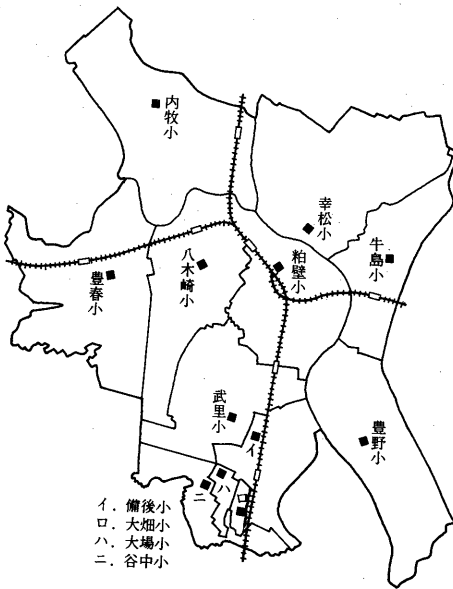 内牧小
幸松小
牛島小
粕壁小
八木崎小
豊春小
武里小
豊野小
イ
ハ
ニ
ロ
イ．備後小
ロ．大畑小
ハ．大場小
ニ．谷中小